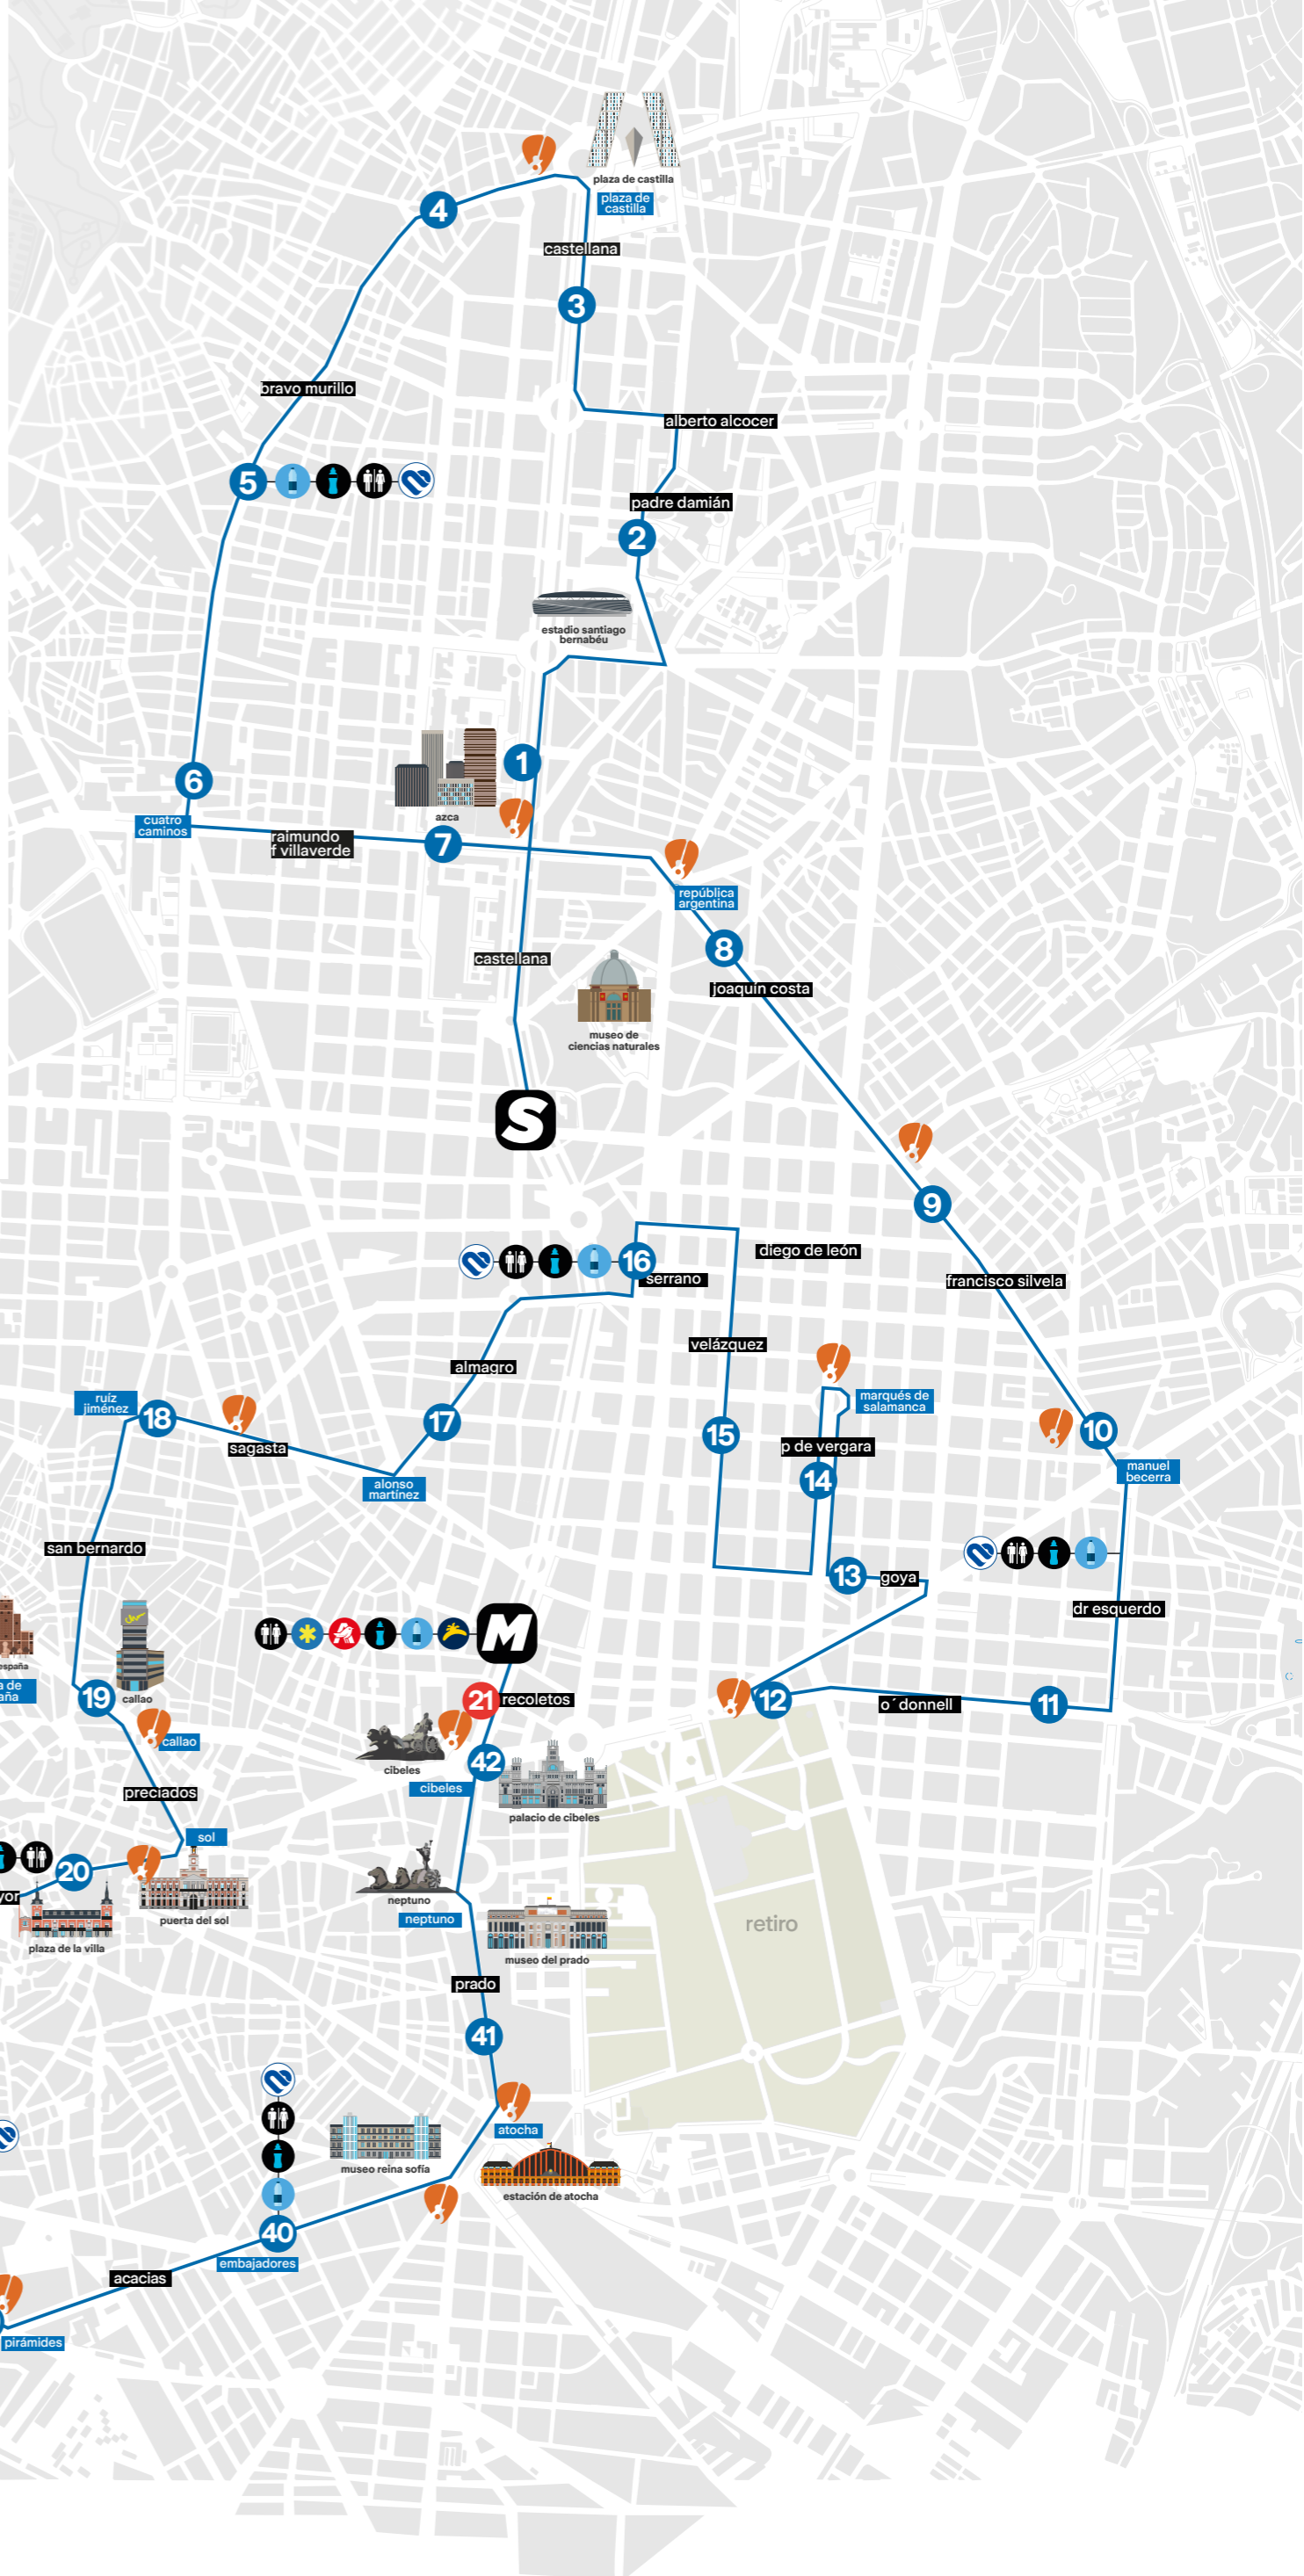 plaza de castilla
plaza de
castilla
4
castellana
3
bravo murillo
alberto alcocer
5
padre damián
2
estadio santiago
bernabéu
1
6
azca
cuatro
caminos
raimundo
f villaverde
7
república
argentina
8
castellana
joaquín costa
museo de
ciencias naturales
S
9
16
diego de león
serrano
francisco silvela
velázquez
almagro
marqués de
salamanca
ruíz
jiménez
18
17
15
10
sagasta
p de vergara
14
manuel
becerra
alonso
martínez
san bernardo
13
goya
dr esquerdo
M
españa
a de
aña
19
callao
21
recoletos
12
o´donnell
11
callao
cibeles
42
cibeles
preciados
palacio de cibeles
sol
20
yor
neptuno
neptuno
puerta del sol
retiro
plaza de la villa
museo del prado
prado
41
atocha
museo reina sofía
estación de atocha
40
embajadores
acacias
pirámides